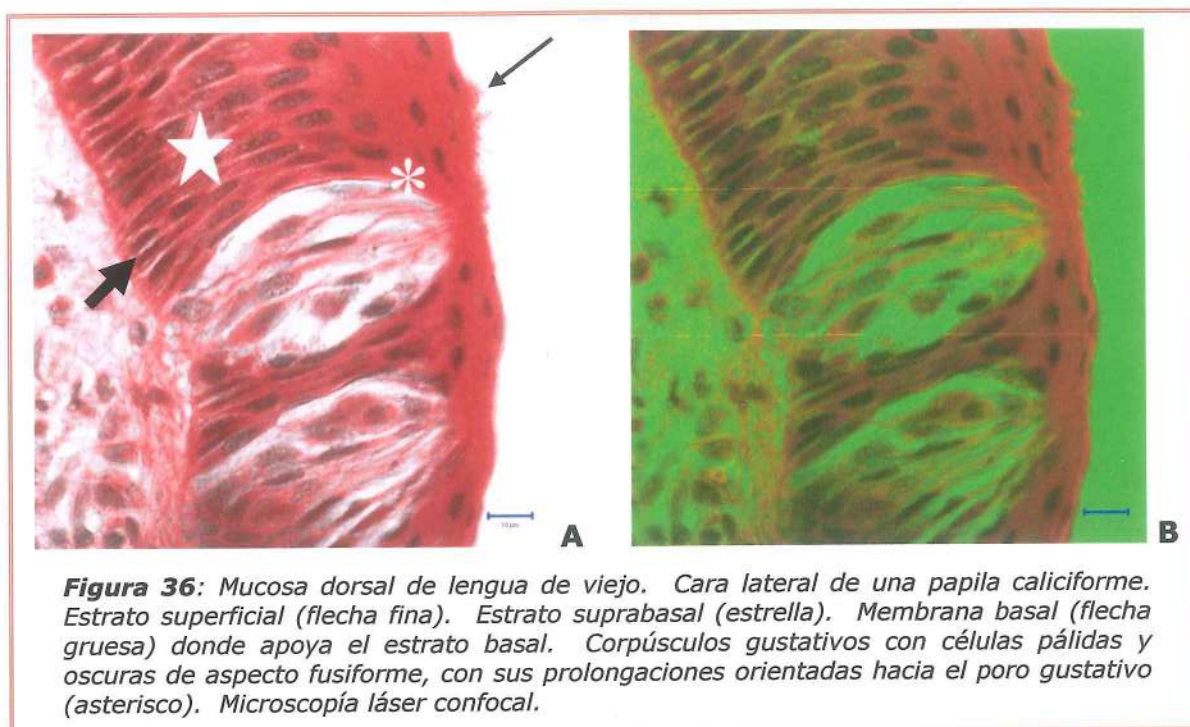 10 µm
A
B
Figura 36: Mucosa dorsal de lengua de viejo. Cara lateral de una papila caliciforme.
Estrato superficial (flecha fina). Estrato suprabasal (estrella). Membrana basal (flecha
gruesa) donde apoya el estrato basal. Corpúsculos gustativos con células pálidas y
oscuras de aspecto fusiforme, con sus prolongaciones orientadas hacia el poro gustativo
(asterisco). Microscopía láser confocal.